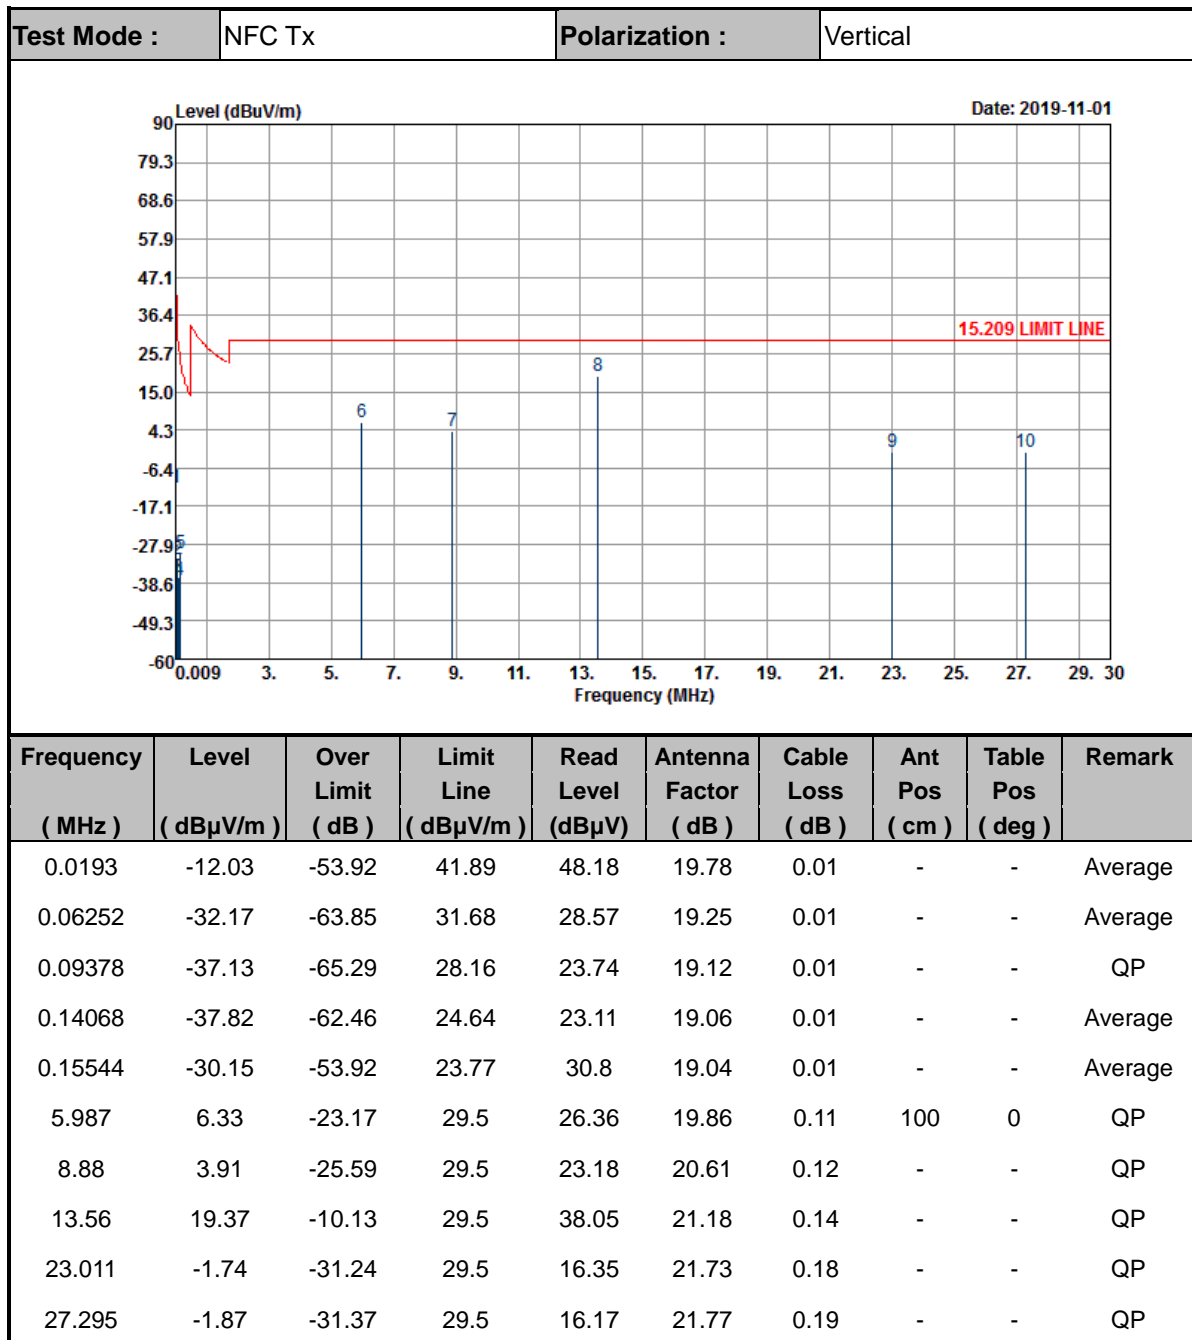 Test Mode : NFC Tx Polarization : Vertical
Level (dBuV/m) Date: 2019-11-01
90
79.3
68.6
57.9
47.1
36.4
15.209 LIMIT LINE
25.7
8
15.0
6
7
4.3
9
10
-6.4
-17.1
5
-27.9
-38.6
-49.3
-60
0.009 3. 5. 7. 9. 11. 13. 15. 17. 19. 21. 23. 25. 27. 29. 30
Frequency (MHz)
Frequency Level Over Limit Read Antenna Cable Ant Table Remark
Limit Line Level Factor Loss Pos Pos
( MHz ) ( dBµV/m ) ( dB ) ( dBµV/m ) (dBµV) ( dB ) ( dB ) ( cm ) ( deg )
0.0193 -12.03 -53.92 41.89 48.18 19.78 0.01 - - Average
0.06252 -32.17 -63.85 31.68 28.57 19.25 0.01 - - Average
0.09378 -37.13 -65.29 28.16 23.74 19.12 0.01 - - QP
0.14068 -37.82 -62.46 24.64 23.11 19.06 0.01 - - Average
0.15544 -30.15 -53.92 23.77 30.8 19.04 0.01 - - Average
5.987 6.33 -23.17 29.5 26.36 19.86 0.11 100 0 QP
8.88 3.91 -25.59 29.5 23.18 20.61 0.12 - - QP
13.56 19.37 -10.13 29.5 38.05 21.18 0.14 - - QP
23.011 -1.74 -31.24 29.5 16.35 21.73 0.18 - - QP
27.295 -1.87 -31.37 29.5 16.17 21.77 0.19 - - QP